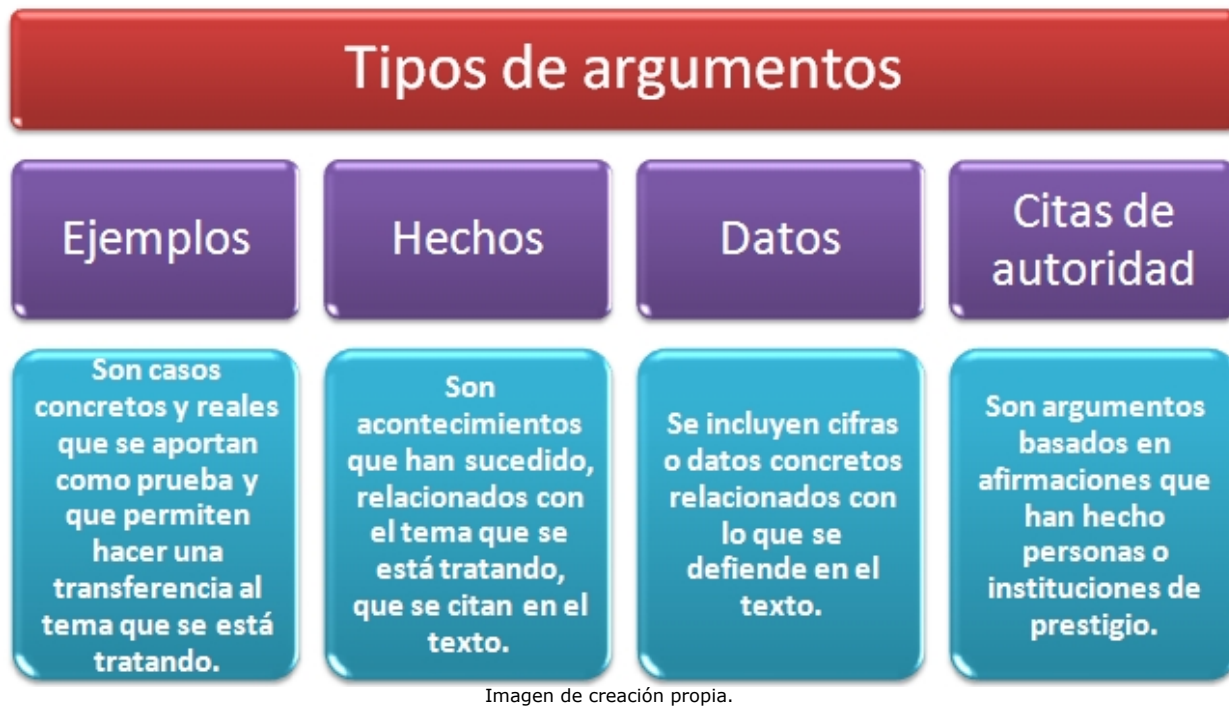 Tipos de argumentos
Ejemplos
Hechos
Datos
Citas de
autoridad
Son casos
concretos y reales
que se aportan
como prueba y
que permiten
hacer una
transferencia al
tema que se está
tratando.
Son
acontecimientos
que han sucedido,
relacionados con
el tema que se
está tratando,
que se citan en el
texto.
Se incluyen cifras
o datos concretos
relacionados con
lo que se
defiende en el
texto.
Son argumentos
basados en
afirmaciones que
han hecho
personas o
instituciones de
prestigio.
Imagen de creación propia.